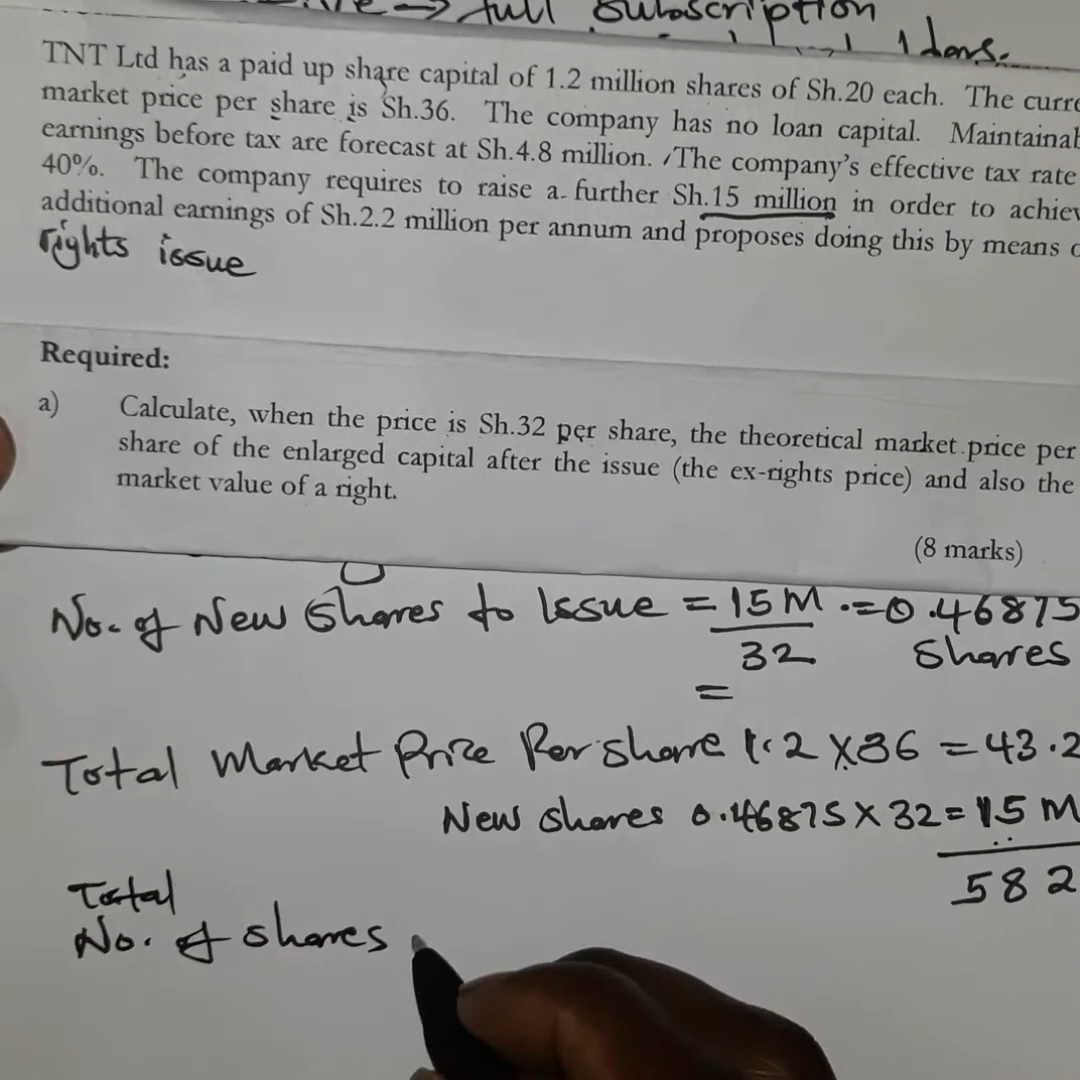 full subscription
1 dens.
TNT Ltd has a paid up share capital of 1.2 million shares of Sh.20 each. The curre
market price per share is Sh.36. The company has no loan capital. Maintainab
earnings before tax are forecast at Sh.4.8 million. The company's effective tax rate
40%. The company requires to raise a further Sh.15 million in order to achiev
additional earnings of Sh.2.2 million per annum and proposes doing this by means o
rights issue
Required:
a) Calculate, when the price is Sh.32 per share, the theoretical market price per
share of the enlarged capital after the issue (the ex-rights price) and also the
market value of a right.
(8 marks)
No. of New Shares to Issue = 15M = 0.46875
32 Shares
=
Total Market Price Per share 1.2 X 36 = 43.2
New shares 0.46875 X 32 = 15 M
58 2
Total
No. of shares